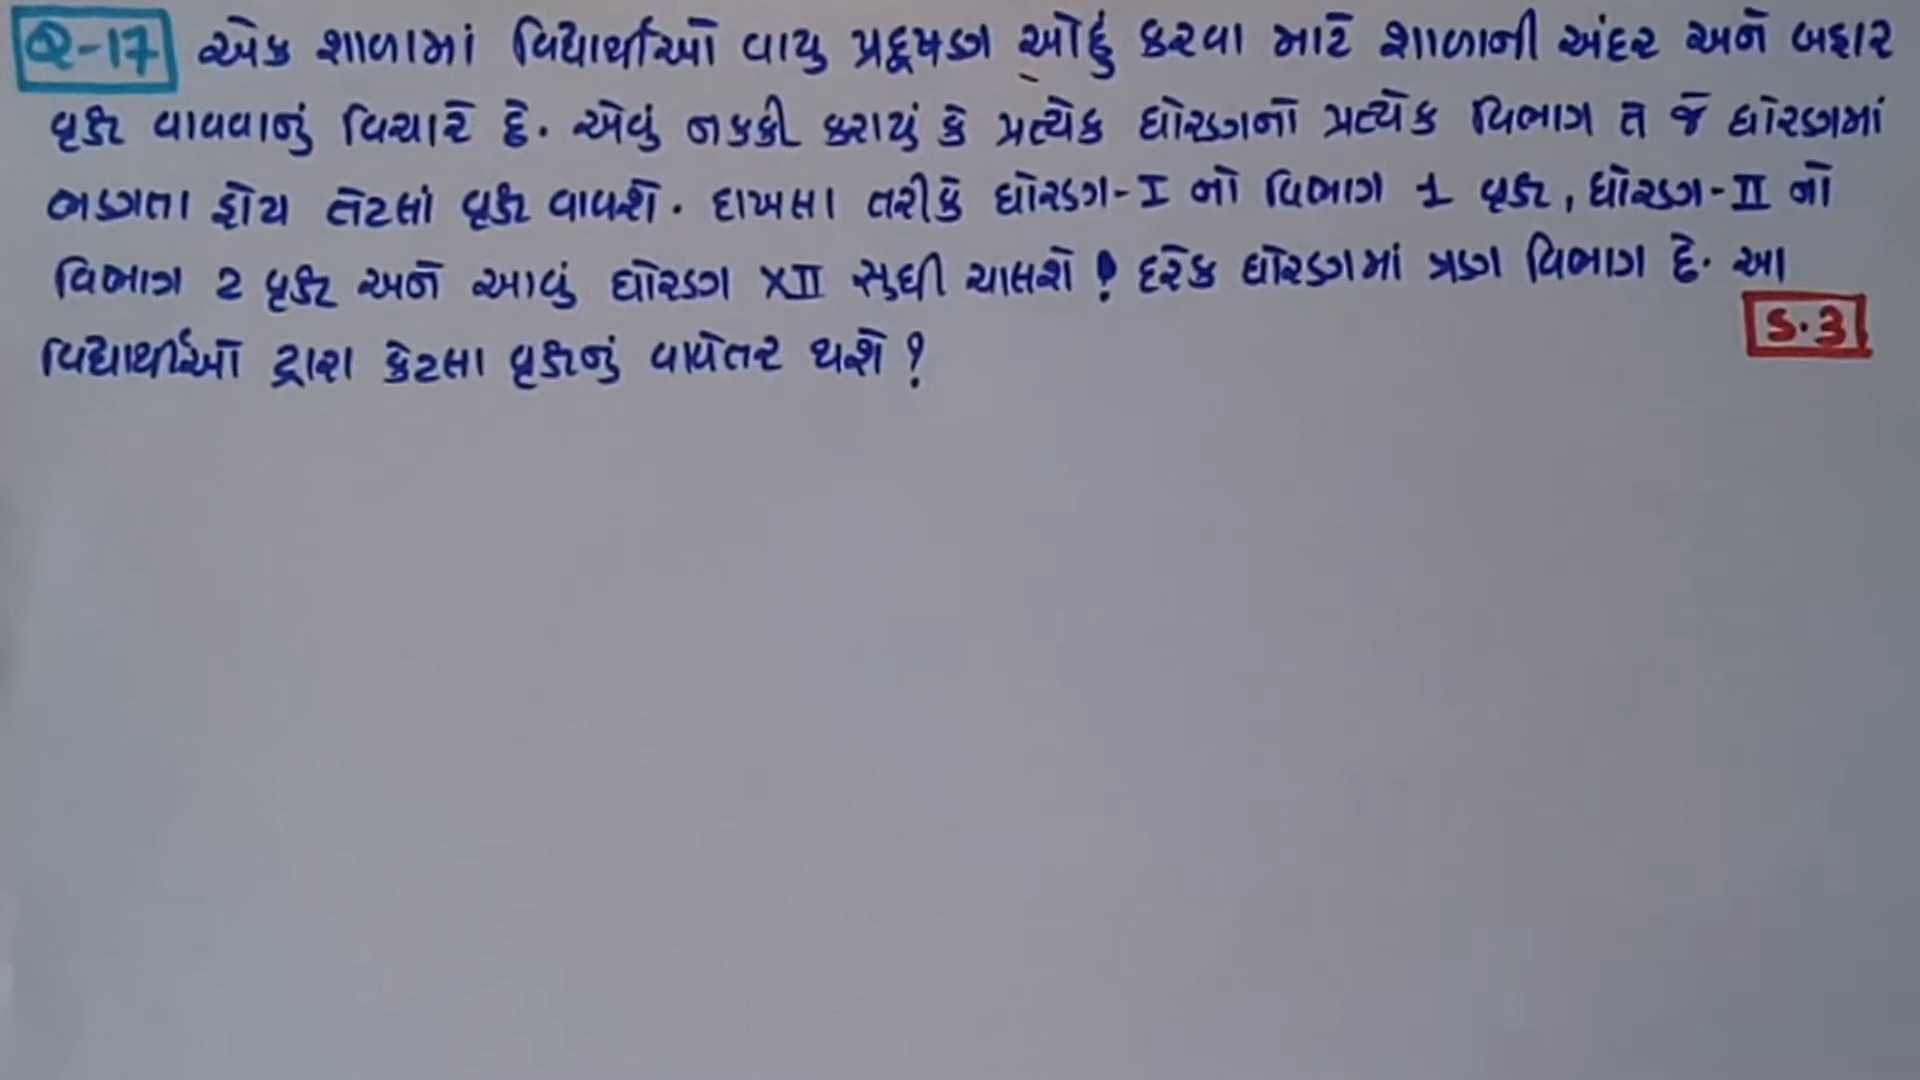 Q-17 એક શાળામાં વિદ્યાર્થીઓ વાયુ પ્રદૂષણ ઓછું કરવા માટે શાળાની અંદર અને બહાર
વૃક્ષ વાવવાનું વિચારે છે. એવું નક્કી કરાયું કે પ્રત્યેક ધોરણનો પ્રત્યેક વિભાગ તે જે ધોરણમાં
ભણતા હોય તેટલાં વૃક્ષ વાવશે. દાખલા તરીકે ધોરણ-I નો વિભાગ 1 વૃક્ષ, ધોરણ-II નો
વિભાગ 2 વૃક્ષ અને આવું ધોરણ XII સુધી ચાલશે? દરેક ધોરણમાં ત્રણ વિભાગ છે. આ
વિદ્યાર્થીઓ દ્વારા કેટલા વૃક્ષનું વાવેતર થશે?
5.3